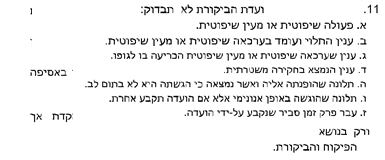 11. ועדת הביקורת לא תבדוק:
א. פעולה שיפוטית או מעין שיפוטית.
ב. ענין התלוי ועומד בערכאה שיפוטית או מעין שיפוטית.
ג. ענין שערכאה שיפוטית או מעין שיפוטית הכריעה בו לגופו.
ד. ענין הנמצא בחקירה משטרתית.
באסיפה
ה. תלונה שהופנתה אליה ואשר נמצאה כי הגשתה היא לא בתום לב.
ו. תלונה שהוגשה באופן אנונימי אלא אם הועדה תקבע אחרת.
ז. עבר פרק זמן סביר שנקבע על-ידי הועדה.
קדת אך
ורק בנושא
הפיקוח והביקורת.